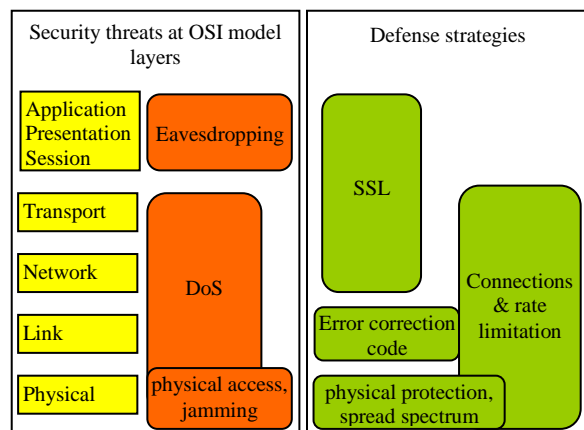 Security threats at OSI model
layers
Application
Presentation
Session
Eavesdropping
Transport
Network
DoS
Link
Physical
physical access,
jamming
Defense strategies
SSL
Connections
& rate
limitation
Error correction
code
physical protection,
spread spectrum